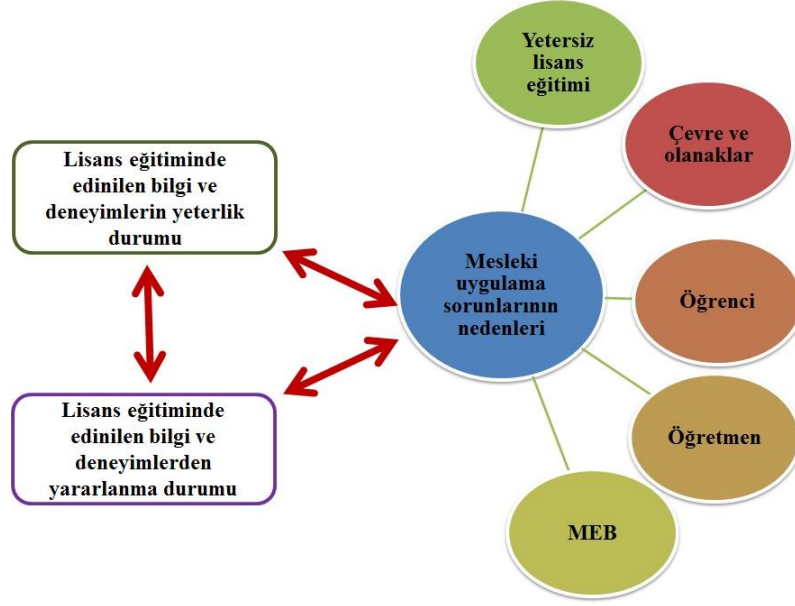 Yetersiz
lisans
eğitimi
Çevre ve
olanaklar
Lisans eğitiminde
edinilen bilgi ve
deneyimlerin yeterlik
durumu
Mesleki
uygulama
sorunlarının
nedenleri
Öğrenci
Lisans eğitiminde
edinilen bilgi ve
deneyimlerden
yararlanma durumu
Öğretmen
MEB